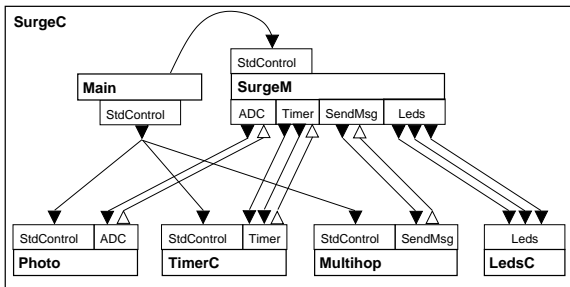 SurgeC
StdControl
Main
SurgeM
StdControl
ADC Timer SendMsg Leds
StdControl ADC StdControl Timer StdControl SendMsg Leds
Photo TimerC Multihop LedsC